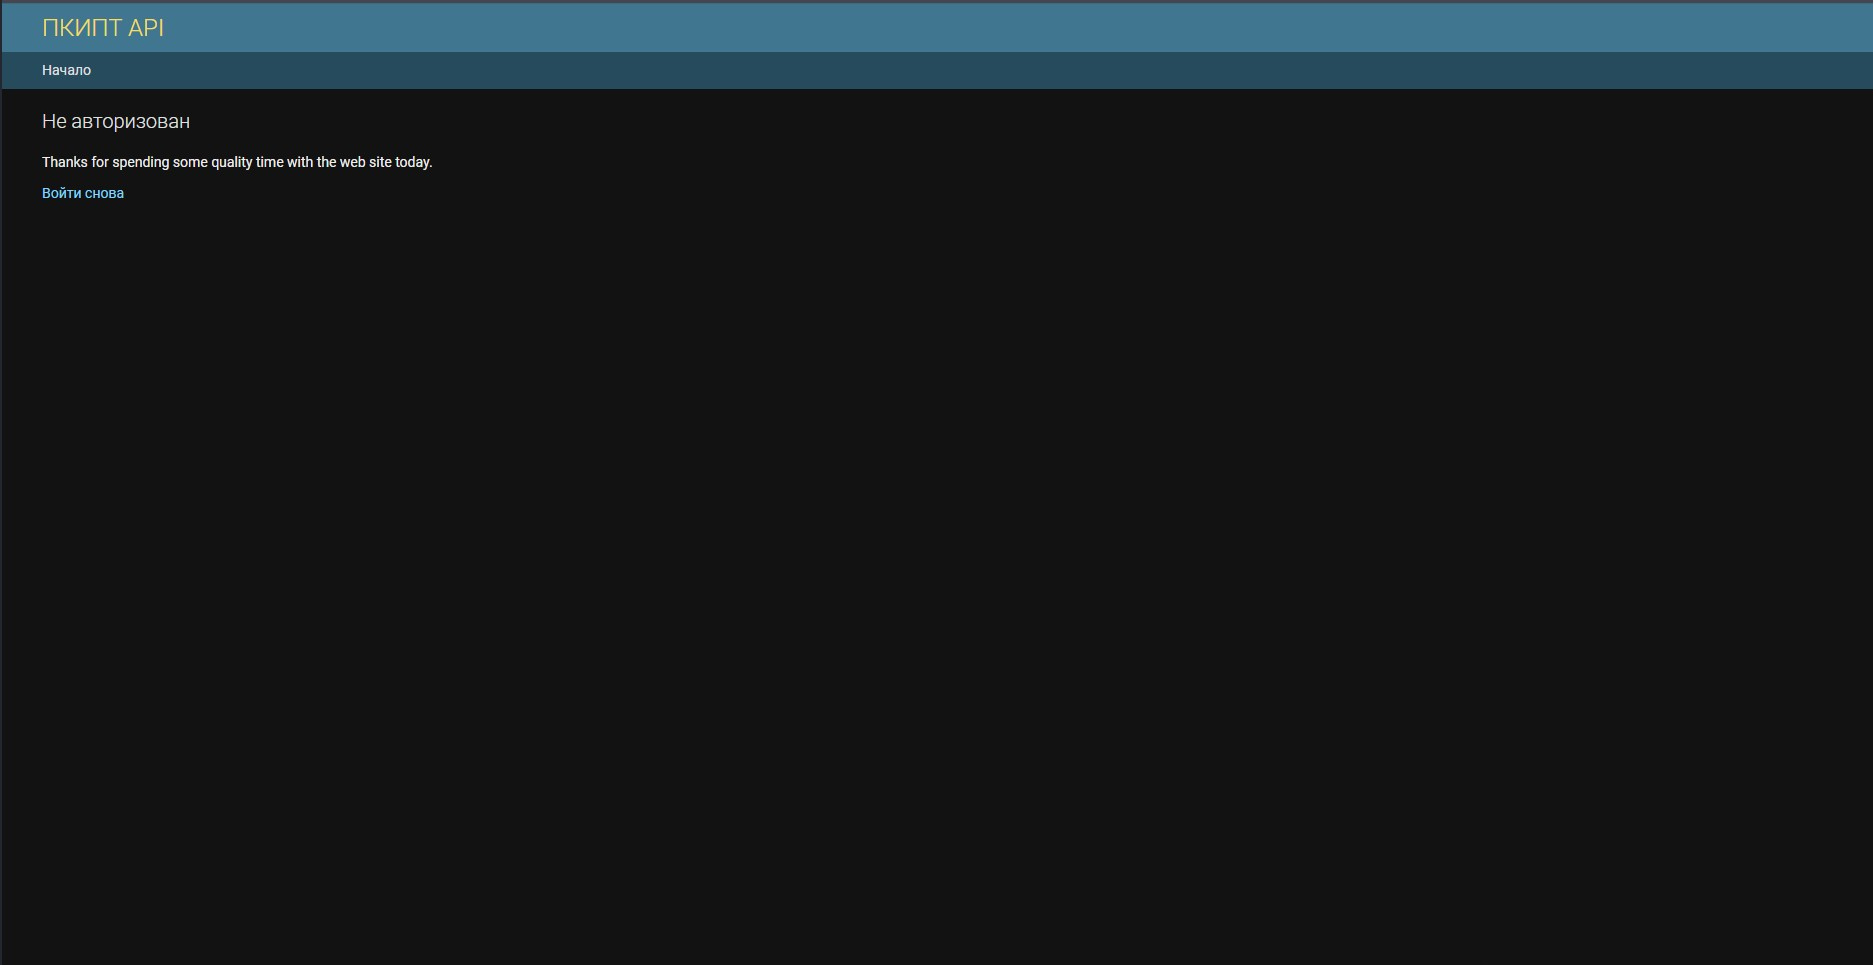 ПКИПТ API
Начало
Не авторизован
Thanks for spending some quality time with the web site today.
Войти снова